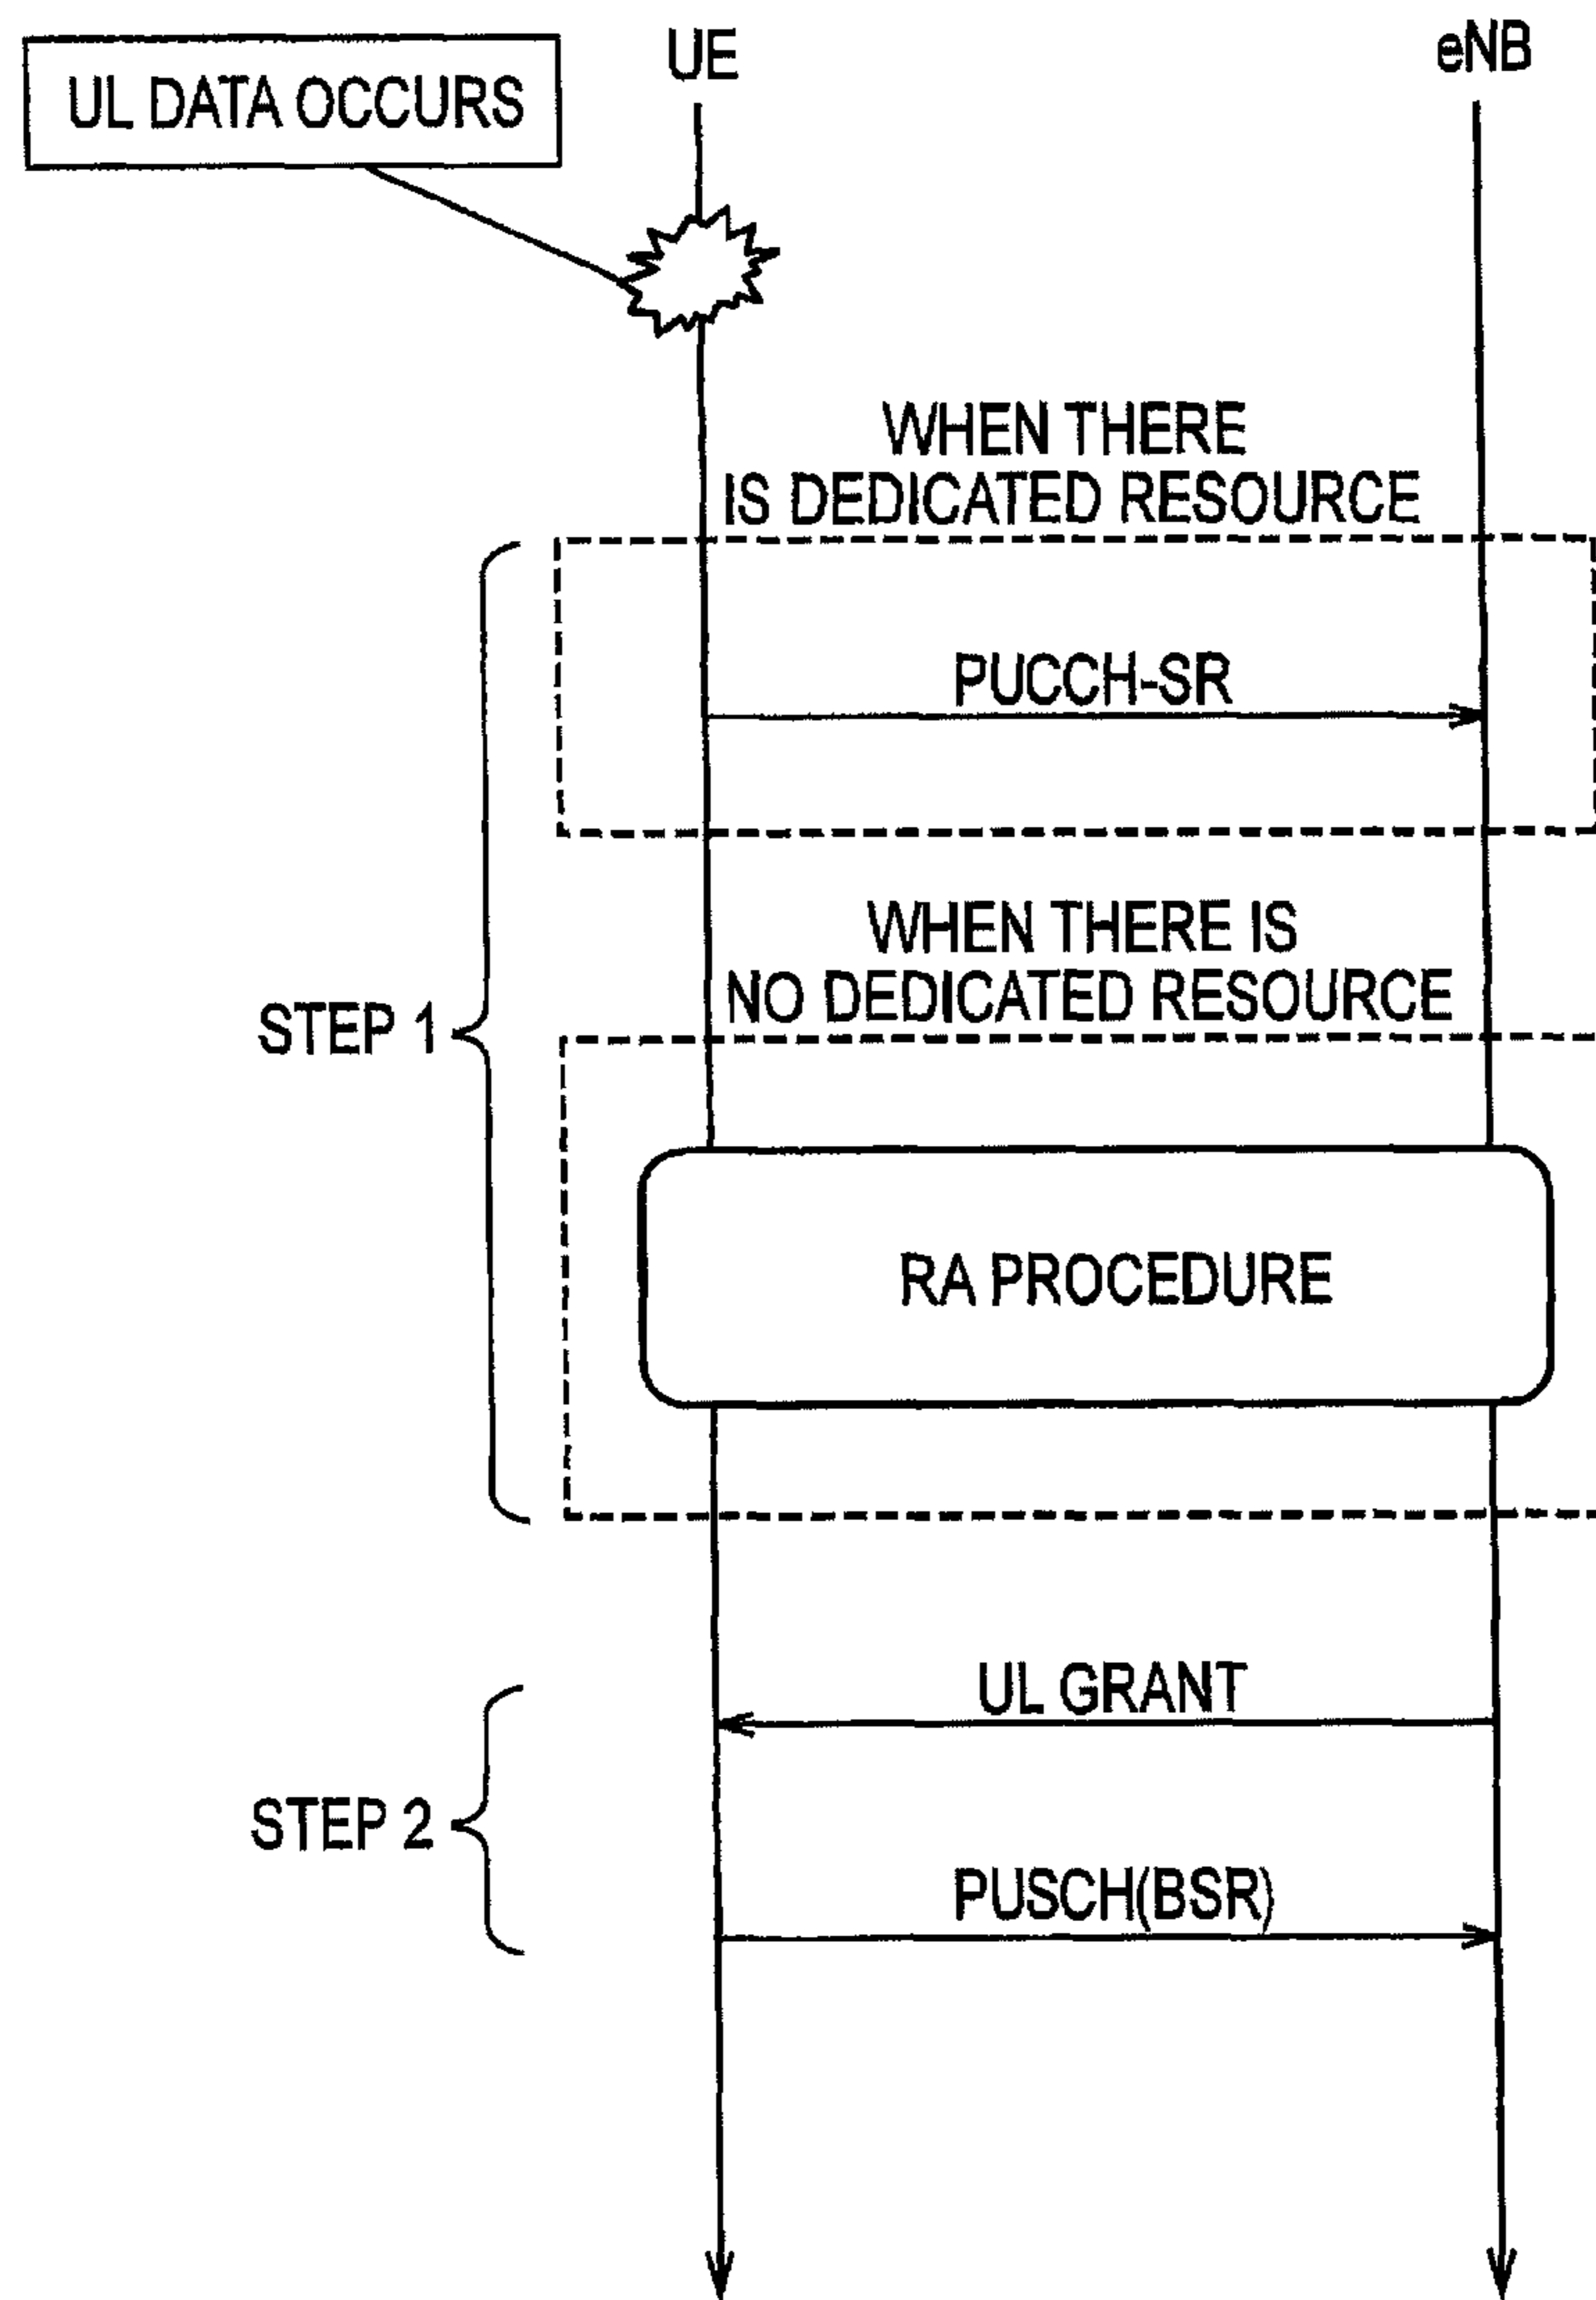 UL DATA OCCURS
UE
eNB
WHEN THERE
IS DEDICATED RESOURCE
PUCCH-SR
WHEN THERE IS
NO DEDICATED RESOURCE
STEP 1
RA PROCEDURE
UL GRANT
STEP 2
PUSCH(BSR)